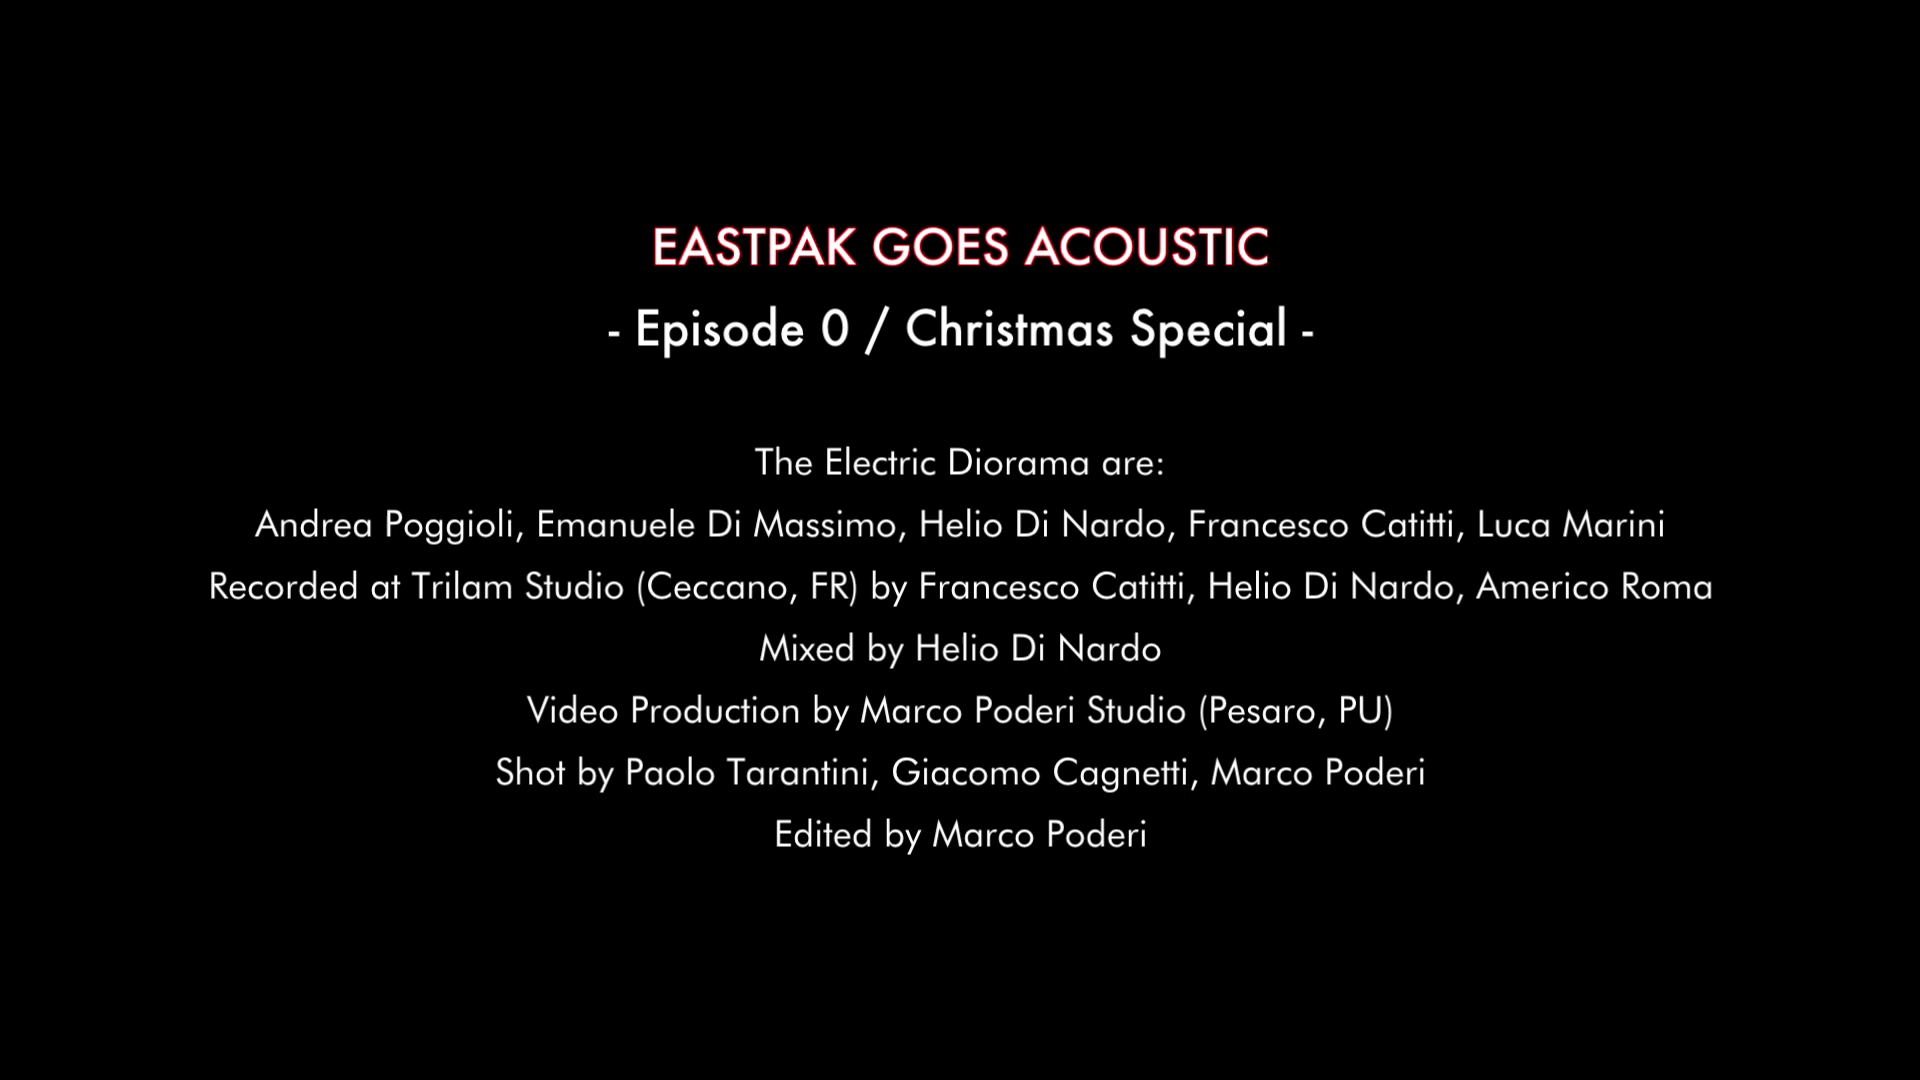 EASTPAK GOES ACOUSTIC
- Episode 0 / Christmas Special -
The Electric Diorama are:
Andrea Poggioli, Emanuele Di Massimo, Helio Di Nardo, Francesco Catitti, Luca Marini
Recorded at Trilam Studio (Ceccano, FR) by Francesco Catitti, Helio Di Nardo, Americo Roma
Mixed by Helio Di Nardo
Video Production by Marco Poderi Studio (Pesaro, PU)
Shot by Paolo Tarantini, Giacomo Cagnetti, Marco Poderi
Edited by Marco Poderi